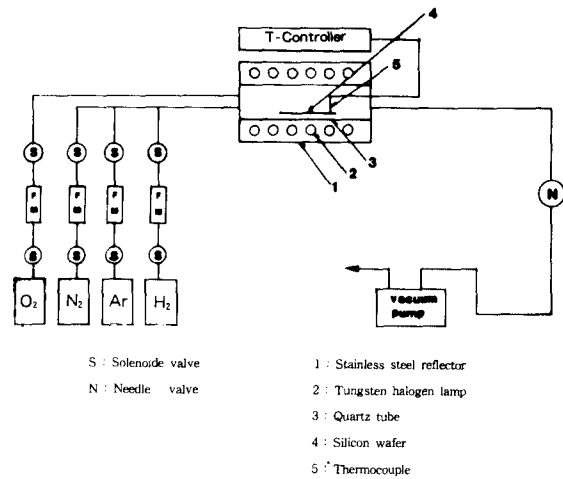 4
T-Controller
5
3
2
1
S S S S
F M F M F M F M
S S S S
O₂ N₂ Ar H₂
N
vacuum
pump
S : Solenoide valve
N : Needle valve
1 : Stainless steel reflector
2 : Tungsten halogen lamp
3 : Quartz tube
4 : Silicon wafer
5 : Thermocouple